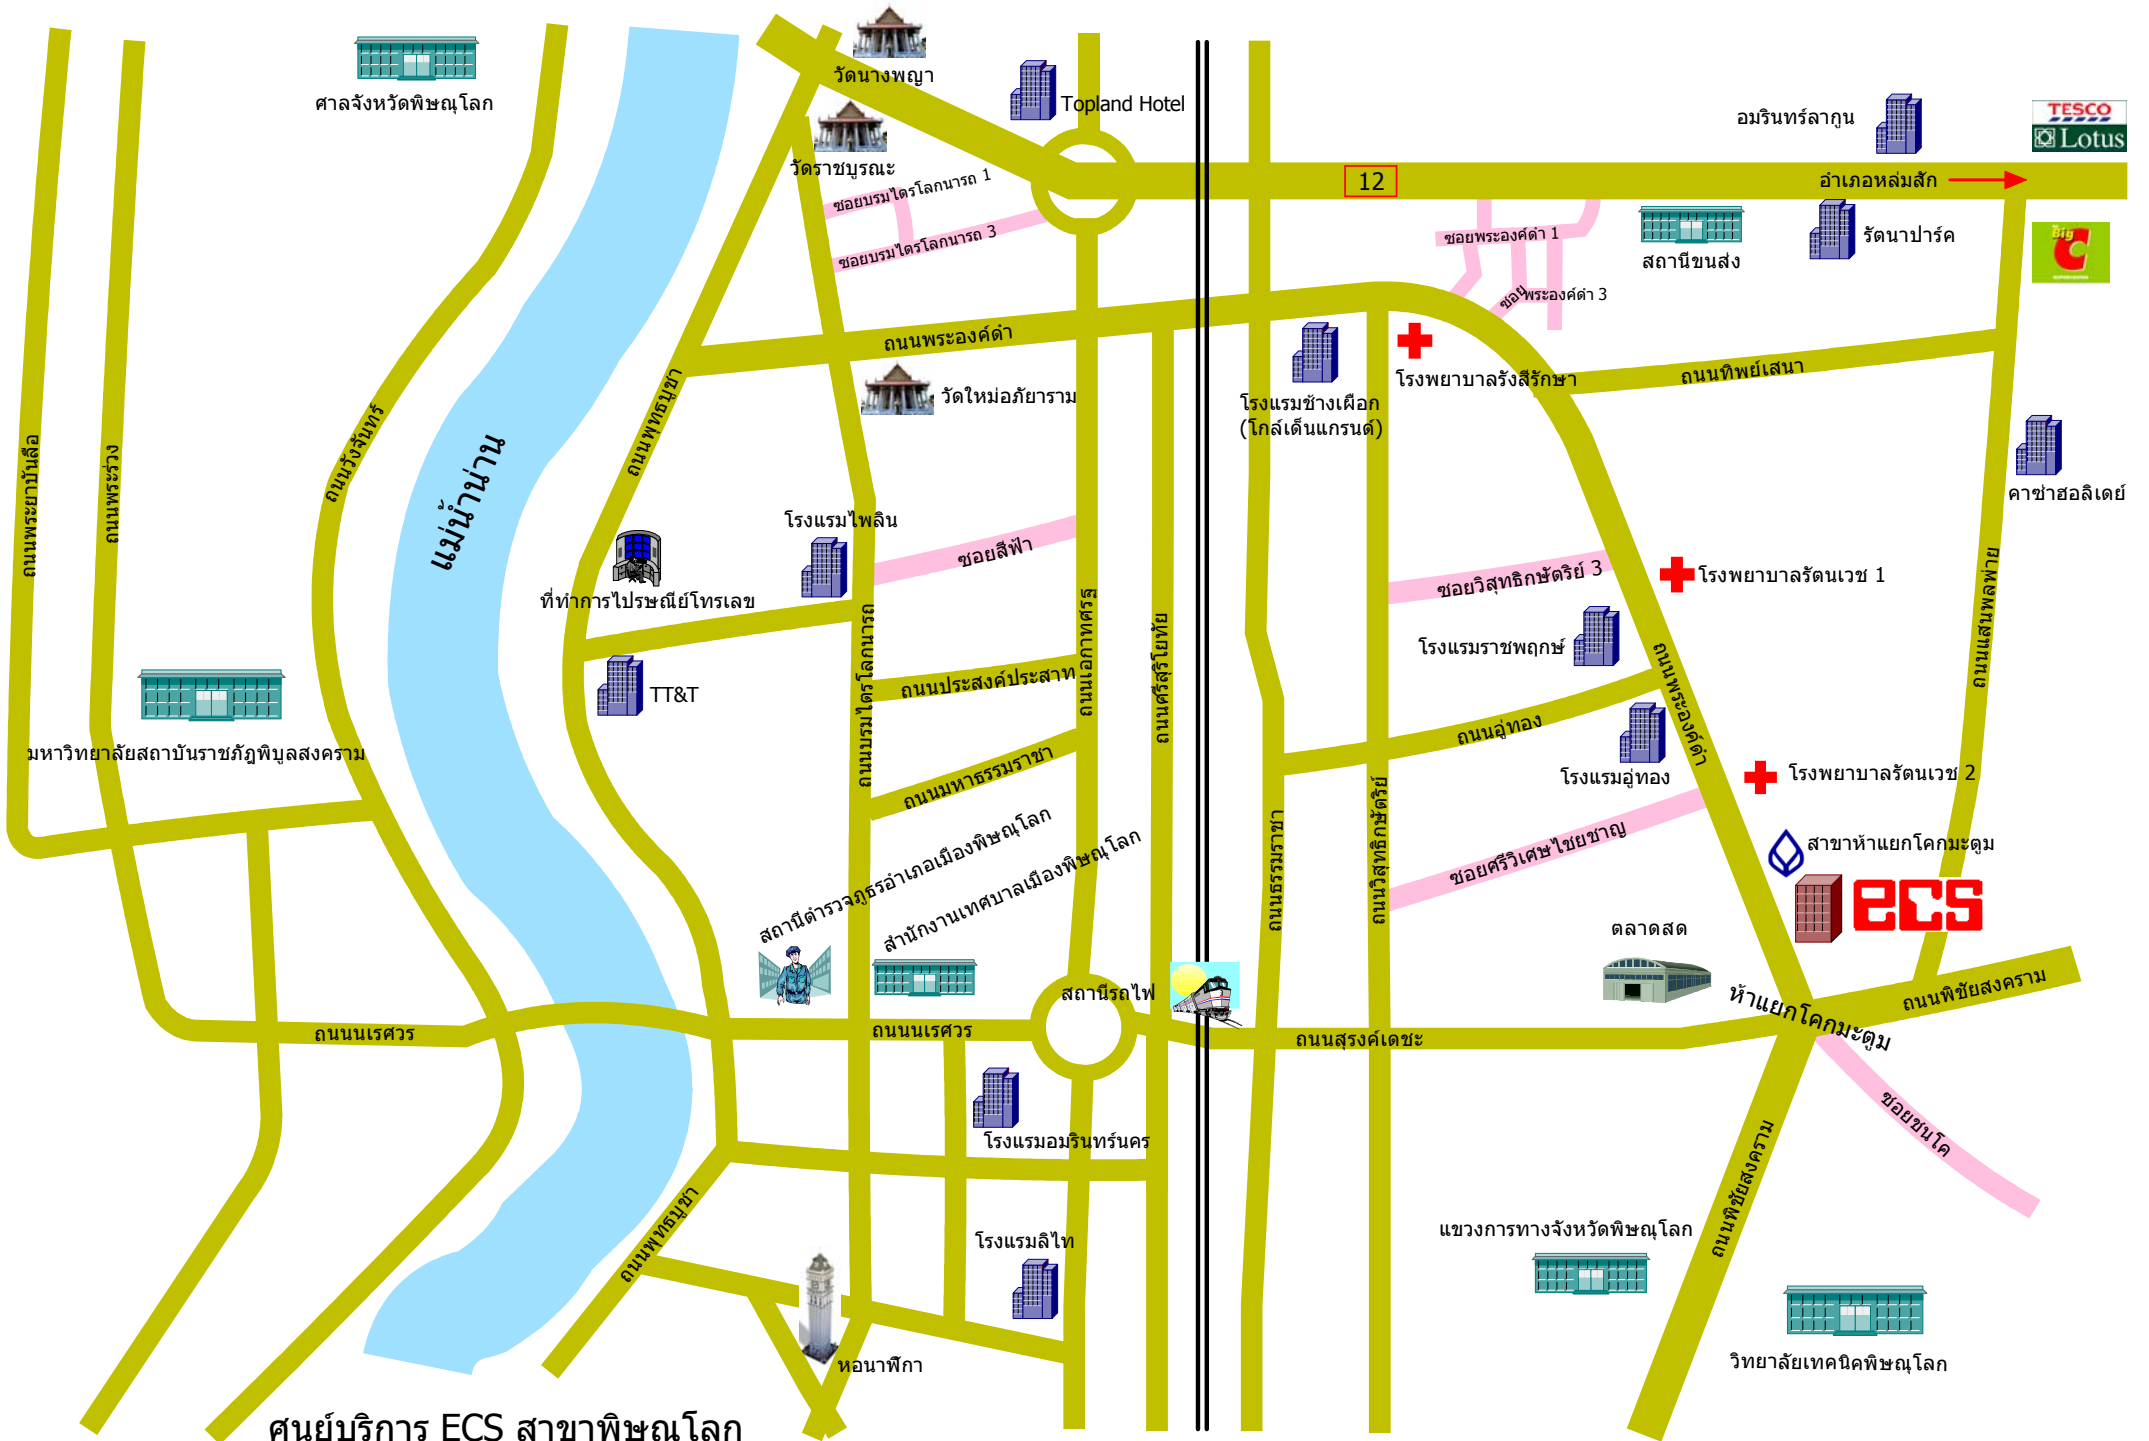 ศาลจังหวัดพิษณุโลก
วัดนางพญา
Topland Hotel
วัดราชบูรณะ
ซอยบรมไตรโลกนารถ 1
ซอยบรมไตรโลกนารถ 3
12
อมรินทร์ลากูน
TESCO
Lotus
อำเภอหล่มสัก
รัตนาปาร์ค
Big
C
สถานีขนส่ง
ซอยพระองค์ดำ 1
ซอย
พระองค์ดำ 3
ถนนพระองค์ดำ
วัดใหม่อภัยาราม
โรงแรมช้างเผือก
(โกล์เด็นแกรนด์)
โรงพยาบาลรังสีรักษา
ถนนทิพย์เสนา
คาซ่าฮอลิเดย์
ถนนพระยาบันลือ
ถนนพระร่วง
ถนนวังจันทร์
แม่น้ำน่าน
ถนนพุทธบูชา
ที่ทำการไปรษณีย์โทรเลข
โรงแรมไพลิน
ซอยสีฟ้า
TT&T
ถนนบรมไตรโลกนารถ
ถนนประสงค์ประสาท
ถนนเอกาทศรฐ
ถนนศรีสุริโยทัย
ถนนมหาธรรมราชา
ซอยวิสุทธิกษัตริย์ 3
โรงพยาบาลรัตนเวช 1
โรงแรมราชพฤกษ์
ถนนพระองค์ดำ
ถนนแสนพลพ่าย
ถนนอู่ทอง
โรงแรมอู่ทอง
โรงพยาบาลรัตนเวช 2
มหาวิทยาลัยสถาบันราชภัฎพิบูลสงคราม
สถานีตำรวจภูธรอำเภอเมืองพิษณุโลก
สำนักงานเทศบาลเมืองพิษณุโลก
ถนนธรรมราชา
ถนนวิสุทธิกษัตริย์
ซอยศรีวิเศษไชยชาญ
สาขาห้าแยกโคกมะตูม
ecs
ตลาดสด
สถานีรถไฟ
ห้าแยกโคกมะตูม
ถนนพิชัยสงคราม
ถนนนเรศวร
ถนนนเรศวร
ถนนสุรงค์เดชะ
ซอยชนโค
โรงแรมอมรินทร์นคร
ถนนพุทธบูชา
ถนนพิชัยสงคราม
โรงแรมลิไท
แขวงการทางจังหวัดพิษณุโลก
หอนาฬิกา
วิทยาลัยเทคนิคพิษณุโลก
ศูนย์บริการ ECS สาขาพิษณุโลก